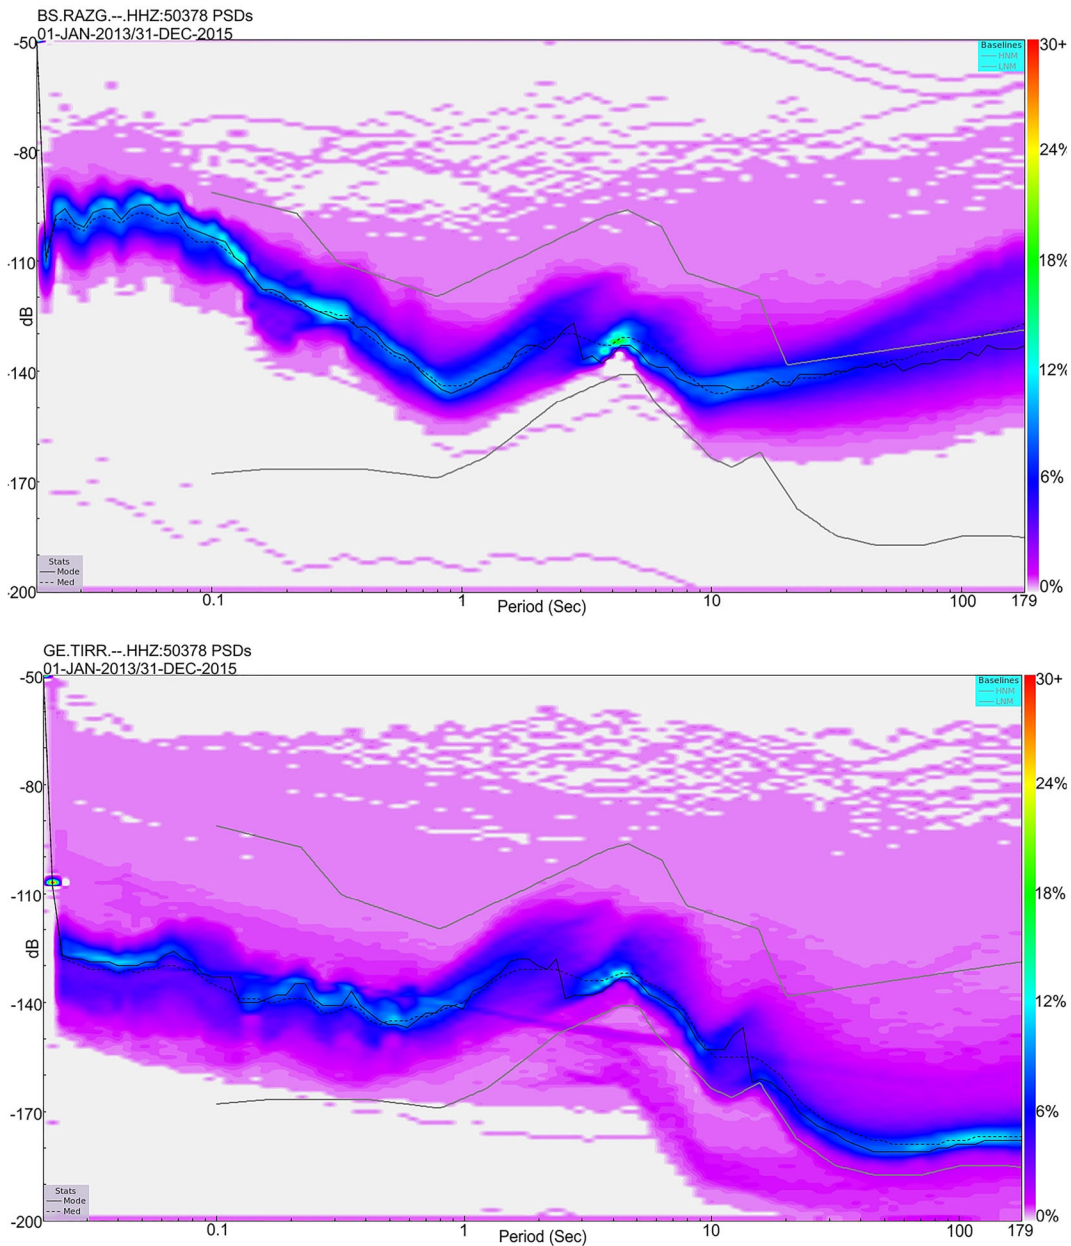 BS.RAZG.--.HHZ:50378 PSDs
01-JAN-2013/31-DEC-2015
-50
-80
-110
-140
-170
-200
dB
Baselines
HNM
LNM
30+
24%
18%
12%
6%
0%
Stats
Mode
Med
0.1
1
10
100
179
Period (Sec)
GE.TIRR.--.HHZ:50378 PSDs
01-JAN-2013/31-DEC-2015
-50
-80
-110
-140
-170
-200
dB
Baselines
HNM
LNM
30+
24%
18%
12%
6%
0%
Stats
Mode
Med
0.1
1
10
100
179
Period (Sec)